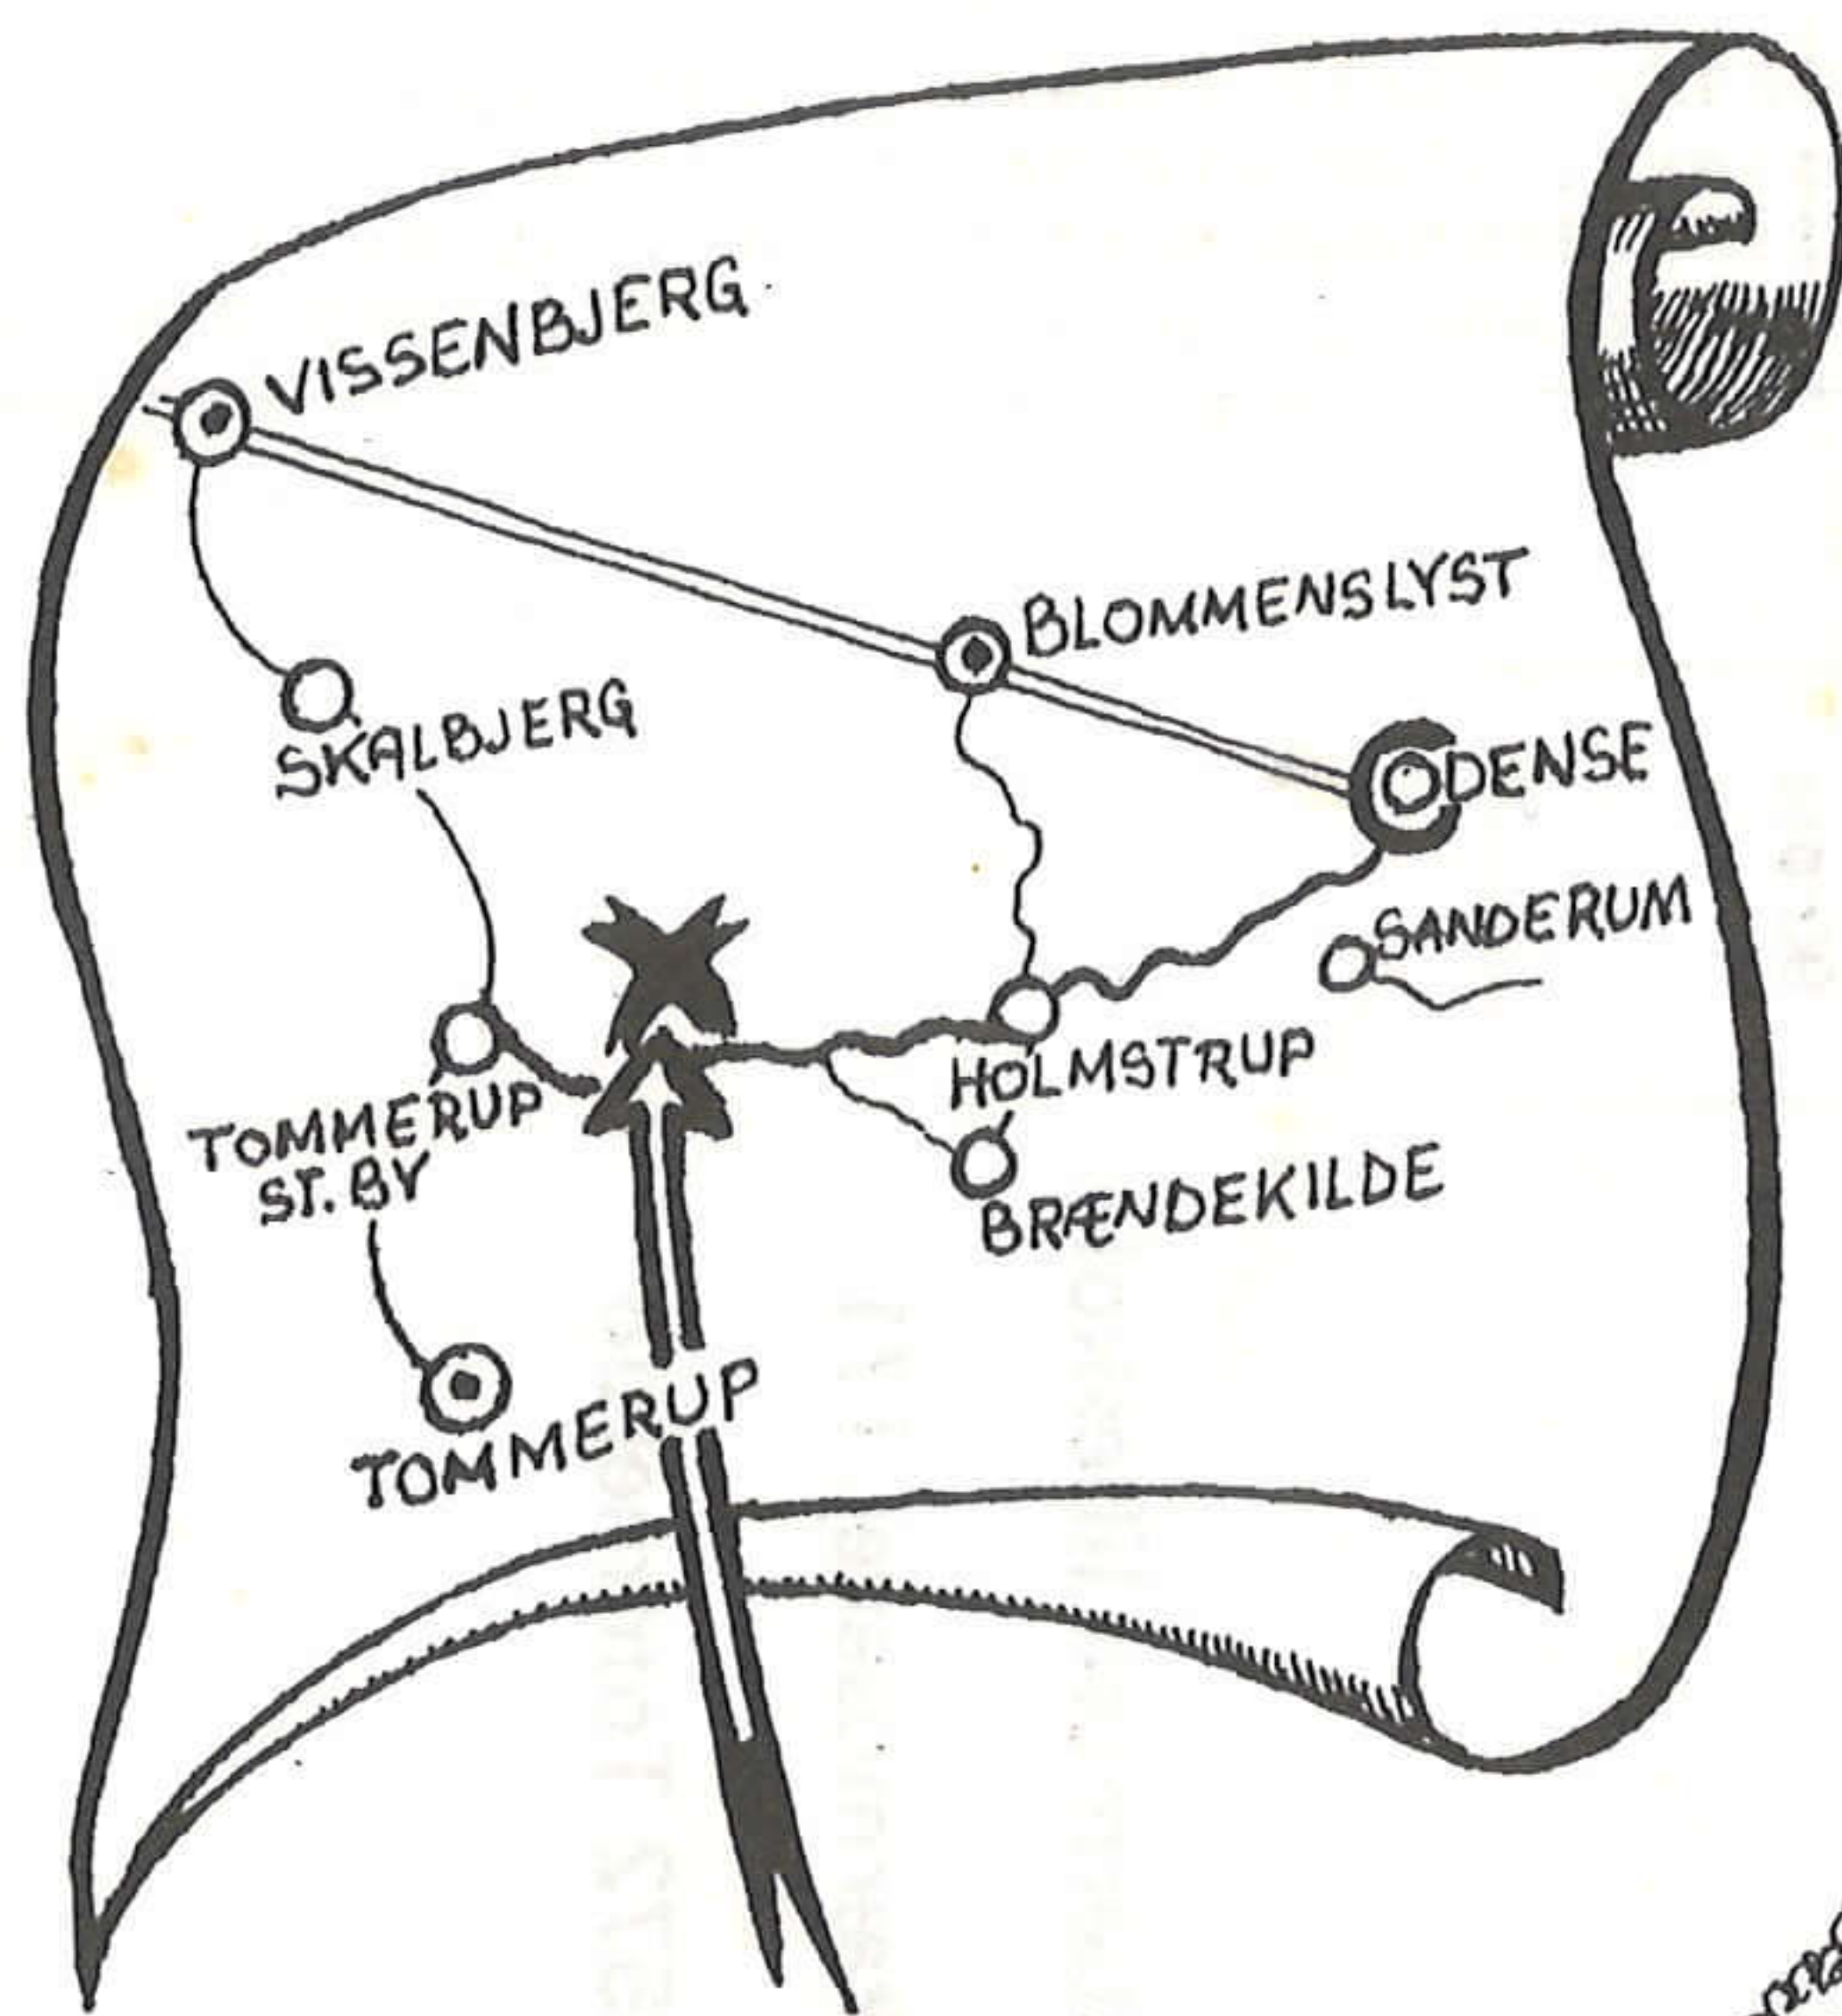 VISSENBJERG
BLOMMENSLYST
SKALBJERG
ODENSE
SANDERUM
HOLMSTRUP
TOMMERUP
ST. BY
BRÆNDEKILDE
TOMMERUP